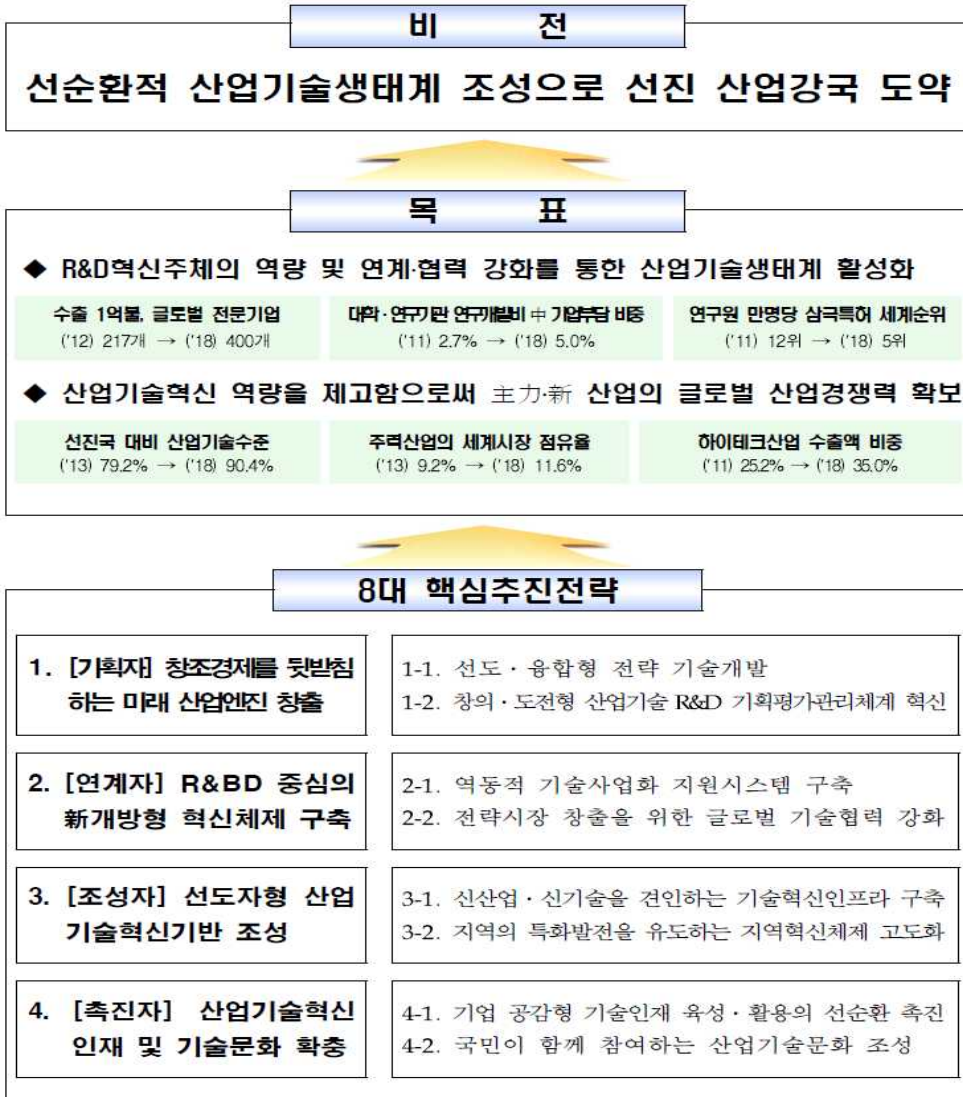 비 전
선순환적 산업기술생태계 조성으로 선진 산업강국 도약
목 표
◆ R&D혁신주체의 역량 및 연계·협력 강화를 통한 산업기술생태계 활성화
수출 1억불, 글로벌 전문기업
('12) 217개 → ('18) 400개
대학·연구기관 연구개발비 中 기업부담 비중
('11) 2.7% → ('18) 5.0%
연구원 만명당 삼극특허 세계순위
('11) 12위 → ('18) 5위
◆ 산업기술혁신 역량을 제고함으로써 主力·新 산업의 글로벌 산업경쟁력 확보
선진국 대비 산업기술수준
('13) 79.2% → ('18) 90.4%
주력산업의 세계시장 점유율
('13) 9.2% → ('18) 11.6%
하이테크산업 수출액 비중
('11) 25.2% → ('18) 35.0%
8대 핵심추진전략
1. [기획자] 창조경제를 뒷받침
하는 미래 산업엔진 창출
1-1. 선도·융합형 전략 기술개발
1-2. 창의·도전형 산업기술 R&D 기획평가관리체계 혁신
2. [연계자] R&BD 중심의
新개방형 혁신체제 구축
2-1. 역동적 기술사업화 지원시스템 구축
2-2. 전략시장 창출을 위한 글로벌 기술협력 강화
3. [조성자] 선도자형 산업
기술혁신기반 조성
3-1. 신산업·신기술을 견인하는 기술혁신인프라 구축
3-2. 지역의 특화발전을 유도하는 지역혁신체제 고도화
4. [촉진자] 산업기술혁신
인재 및 기술문화 확충
4-1. 기업 공감형 기술인재 육성·활용의 선순환 촉진
4-2. 국민이 함께 참여하는 산업기술문화 조성